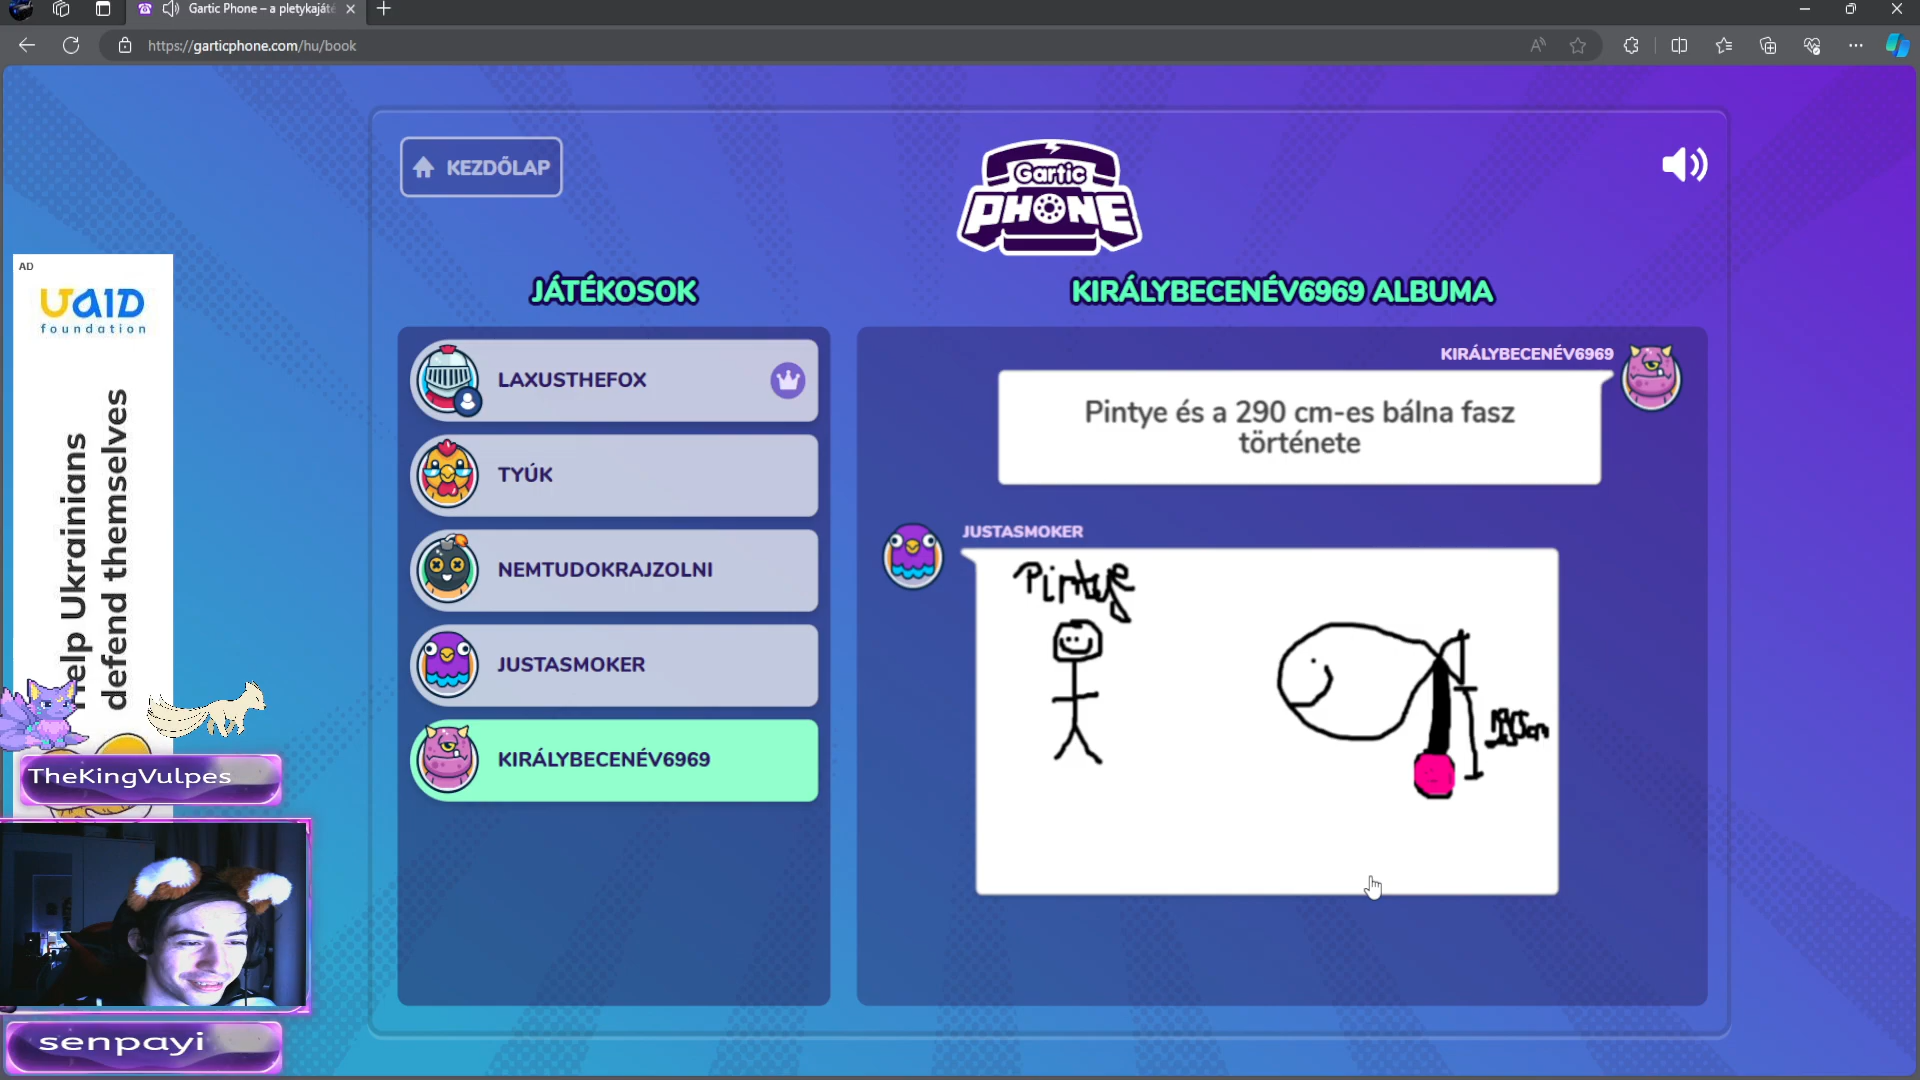 Gartic Phone – a pletykajáté
https://garticphone.com/hu/book
KEZDŐLAP
Gartic
PHONE
AD
UAID
foundation
Help Ukrainians
defend themselves
JÁTÉKOSOK
LAXUSTHEFOX
TYÚK
NEMTUDOKRAJZOLNI
JUSTASMOKER
KIRÁLYBECENÉV6969
KIRÁLYBECENÉV6969 ALBUMA
KIRÁLYBECENÉV6969
Pintye és a 290 cm-es bálna fasz
története
JUSTASMOKER
Pintye
TheKingVulpes
senpayi